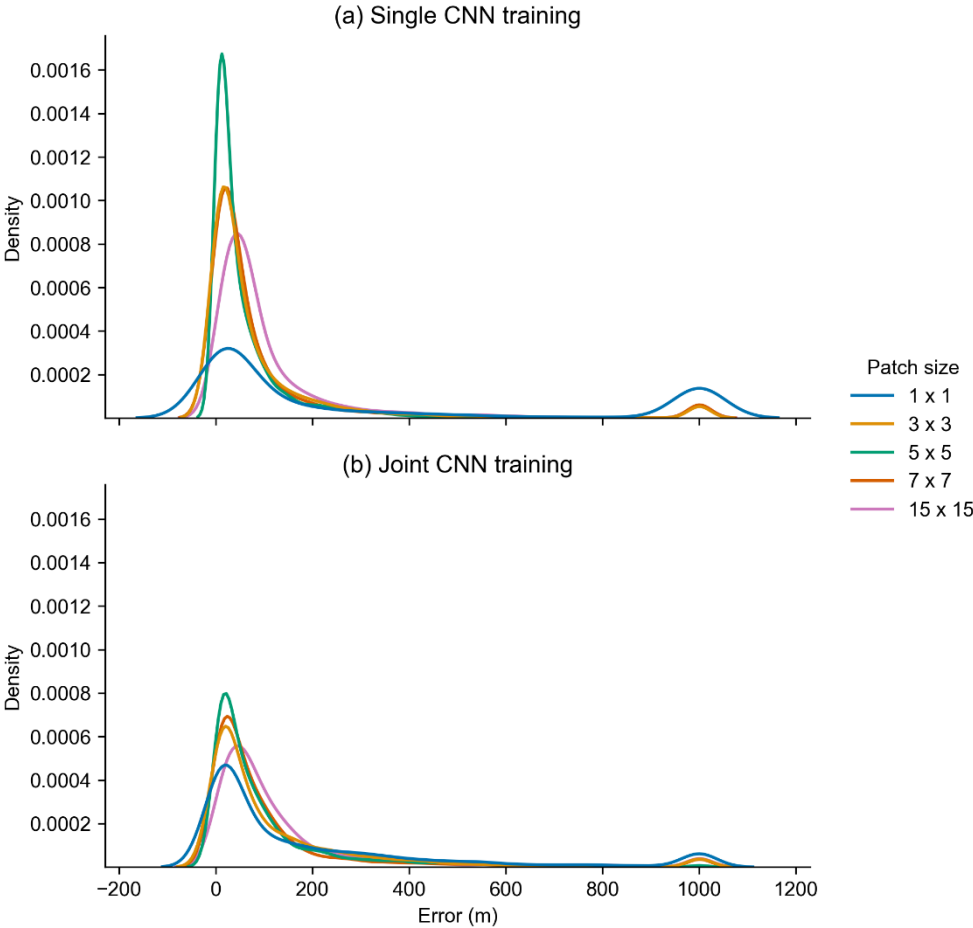 (a) Single CNN training
0.0016
0.0014
0.0012
0.0010
0.0008
0.0006
0.0004
0.0002
Density
Patch size
1 x 1
3 x 3
5 x 5
7 x 7
15 x 15
(b) Joint CNN training
0.0016
0.0014
0.0012
0.0010
0.0008
0.0006
0.0004
0.0002
Density
−200 0 200 400 600 800 1000 1200
Error (m)